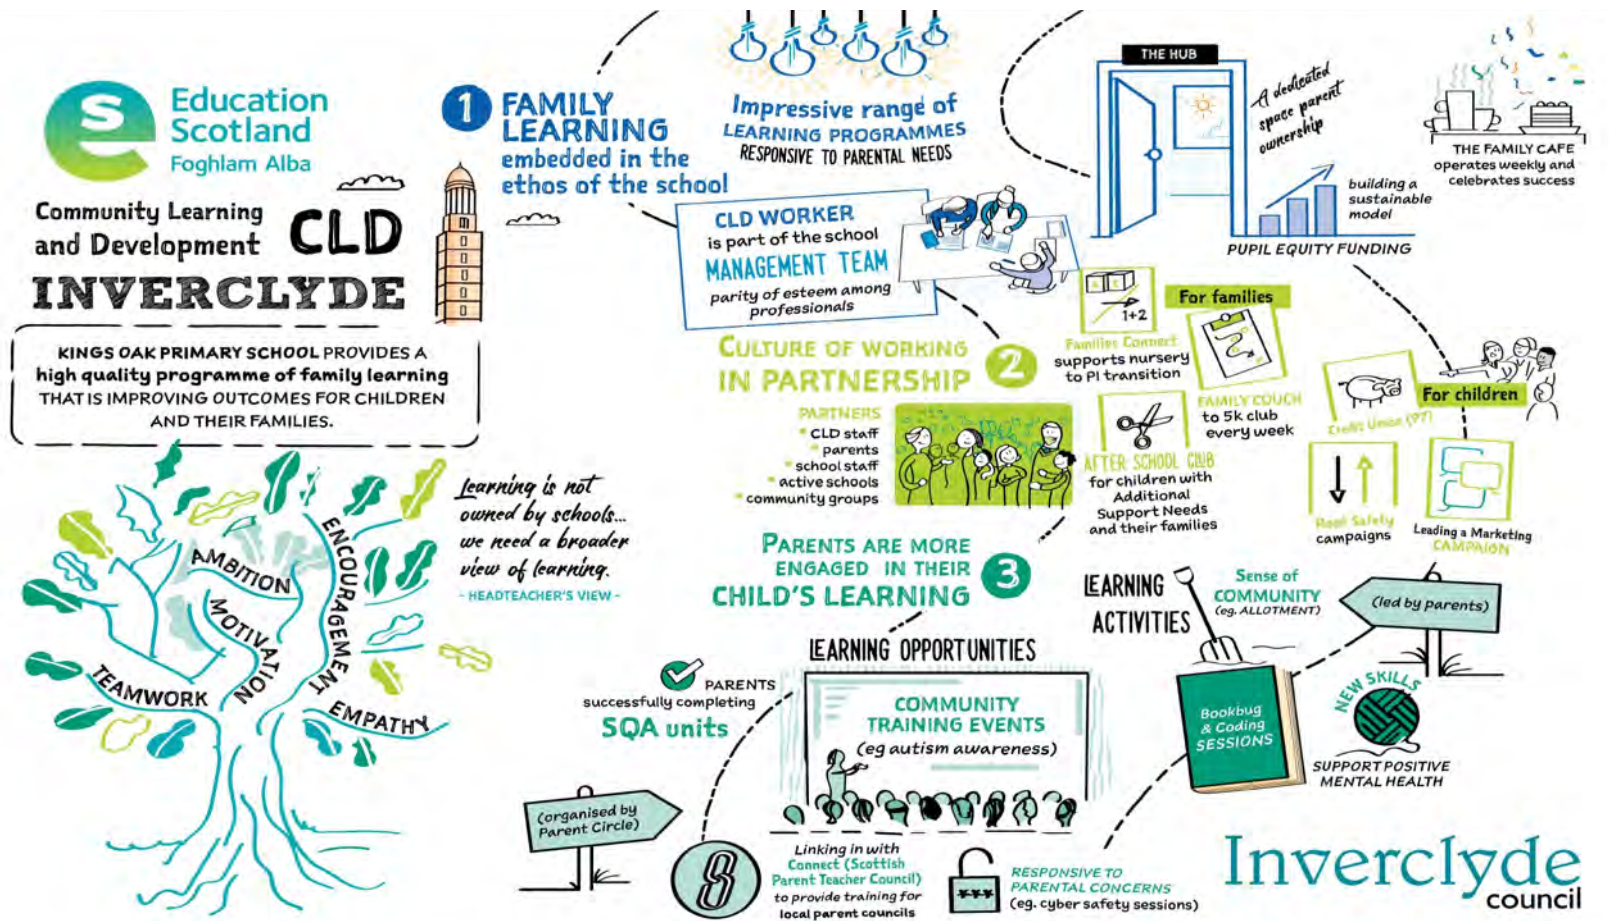 Education
Scotland
Foghlam Alba
Community Learning
and Development
CLD
INVERCLYDE
KINGS OAK PRIMARY SCHOOL PROVIDES A
high quality programme of family learning
THAT IS IMPROVING OUTCOMES FOR CHILDREN
AND THEIR FAMILIES.
AMBITION
ENCOURAGEMENT
MOTIVATION
TEAMWORK
EMPATHY
Learning is not
owned by schools...
we need a broader
view of learning.
- HEADTEACHER'S VIEW -
1
FAMILY
LEARNING
embedded in the
ethos of the school
Impressive range of
LEARNING PROGRAMMES
RESPONSIVE TO PARENTAL NEEDS
CLD WORKER
is part of the school
MANAGEMENT TEAM
parity of esteem among
professionals
THE HUB
A dedicated
space parent
ownership
building a
sustainable
model
PUPIL EQUITY FUNDING
THE FAMILY CAFE
operates weekly and
celebrates success
CULTURE OF WORKING
IN PARTNERSHIP
2
PARTNERS
* CLD staff
* parents
* school staff
* active schools
* community groups
For families
1+2
Families Connect
supports nursery
to P1 transition
FAMILY COUCH
to 5k club
every week
AFTER SCHOOL CLUB
for children with
Additional
Support Needs
and their families
For children
Credit Union (P7)
Road Safety
campaigns
Leading a Marketing
CAMPAIGN
PARENTS ARE MORE
ENGAGED IN THEIR
CHILD'S LEARNING
3
LEARNING OPPORTUNITIES
PARENTS
successfully completing
SQA units
COMMUNITY
TRAINING EVENTS
(eg autism awareness)
(organised by
Parent Circle)
Linking in with
Connect (Scottish
Parent Teacher Council)
to provide training for
local parent councils
RESPONSIVE TO
PARENTAL CONCERNS
(eg. cyber safety sessions)
LEARNING
ACTIVITIES
Sense of
COMMUNITY
(eg. ALLOTMENT)
(led by parents)
Bookbug
& Coding
SESSIONS
NEW SKILLS
SUPPORT POSITIVE
MENTAL HEALTH
Inverclyde
council